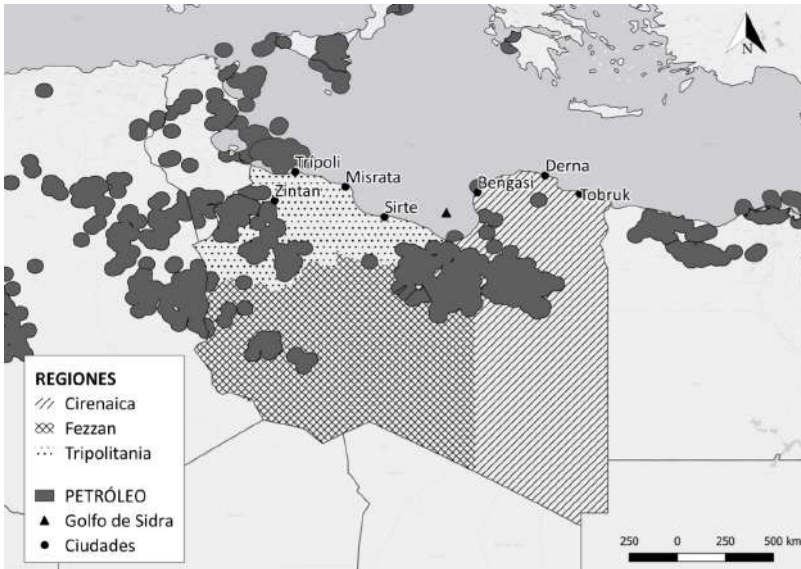 N
Trípoli
Misrata
Zintan
Sirte
Bengasi
Derna
Tobruk
REGIONES
Cirenaica
Fezzan
Tripolitania
PETRÓLEO
Golfo de Sidra
Ciudades
250 0 250 500 km